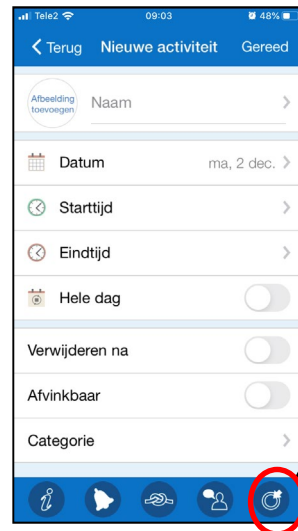 Tele2 09:03 48%
Terug Nieuwe activiteit Gereed
Afbeelding
toevoegen
Naam
Datum ma, 2 dec.
Starttijd
Eindtijd
Hele dag
Verwijderen na
Afvinkbaar
Categorie